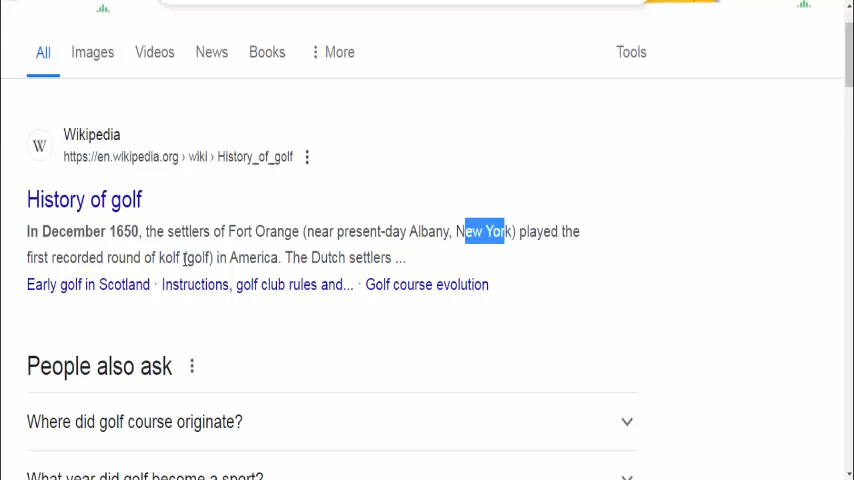 All Images Videos News Books More Tools
Wikipedia
https://en.wikipedia.org › wiki › History_of_golf
History of golf
In December 1650, the settlers of Fort Orange (near present-day Albany, New York) played the
first recorded round of kolf (golf) in America. The Dutch settlers ...
Early golf in Scotland · Instructions, golf club rules and... · Golf course evolution
People also ask
Where did golf course originate?
What year did golf become a sport?